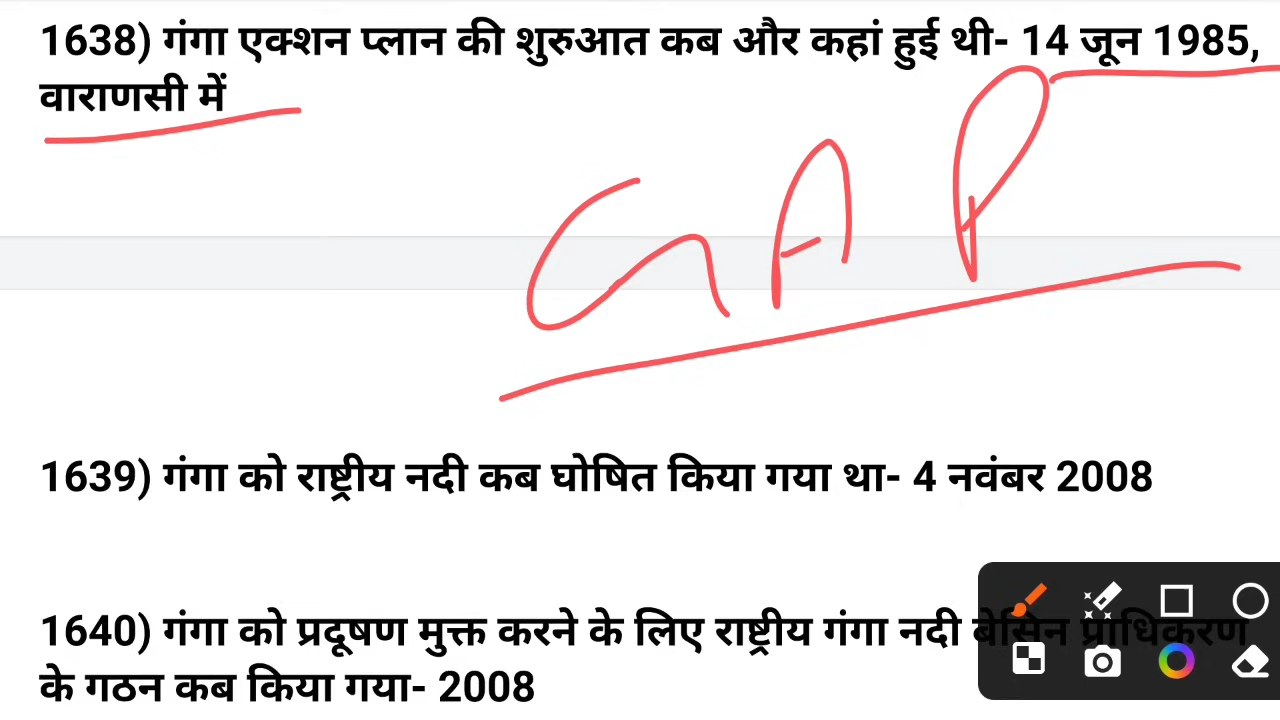 1638) गंगा एक्शन प्लान की शुरुआत कब और कहां हुई थी- 14 जून 1985,
वाराणसी में
GAP
1639) गंगा को राष्ट्रीय नदी कब घोषित किया गया था- 4 नवंबर 2008
1640) गंगा को प्रदूषण मुक्त करने के लिए राष्ट्रीय गंगा नदी बेसिन प्राधिकरण
के गठन कब किया गया- 2008